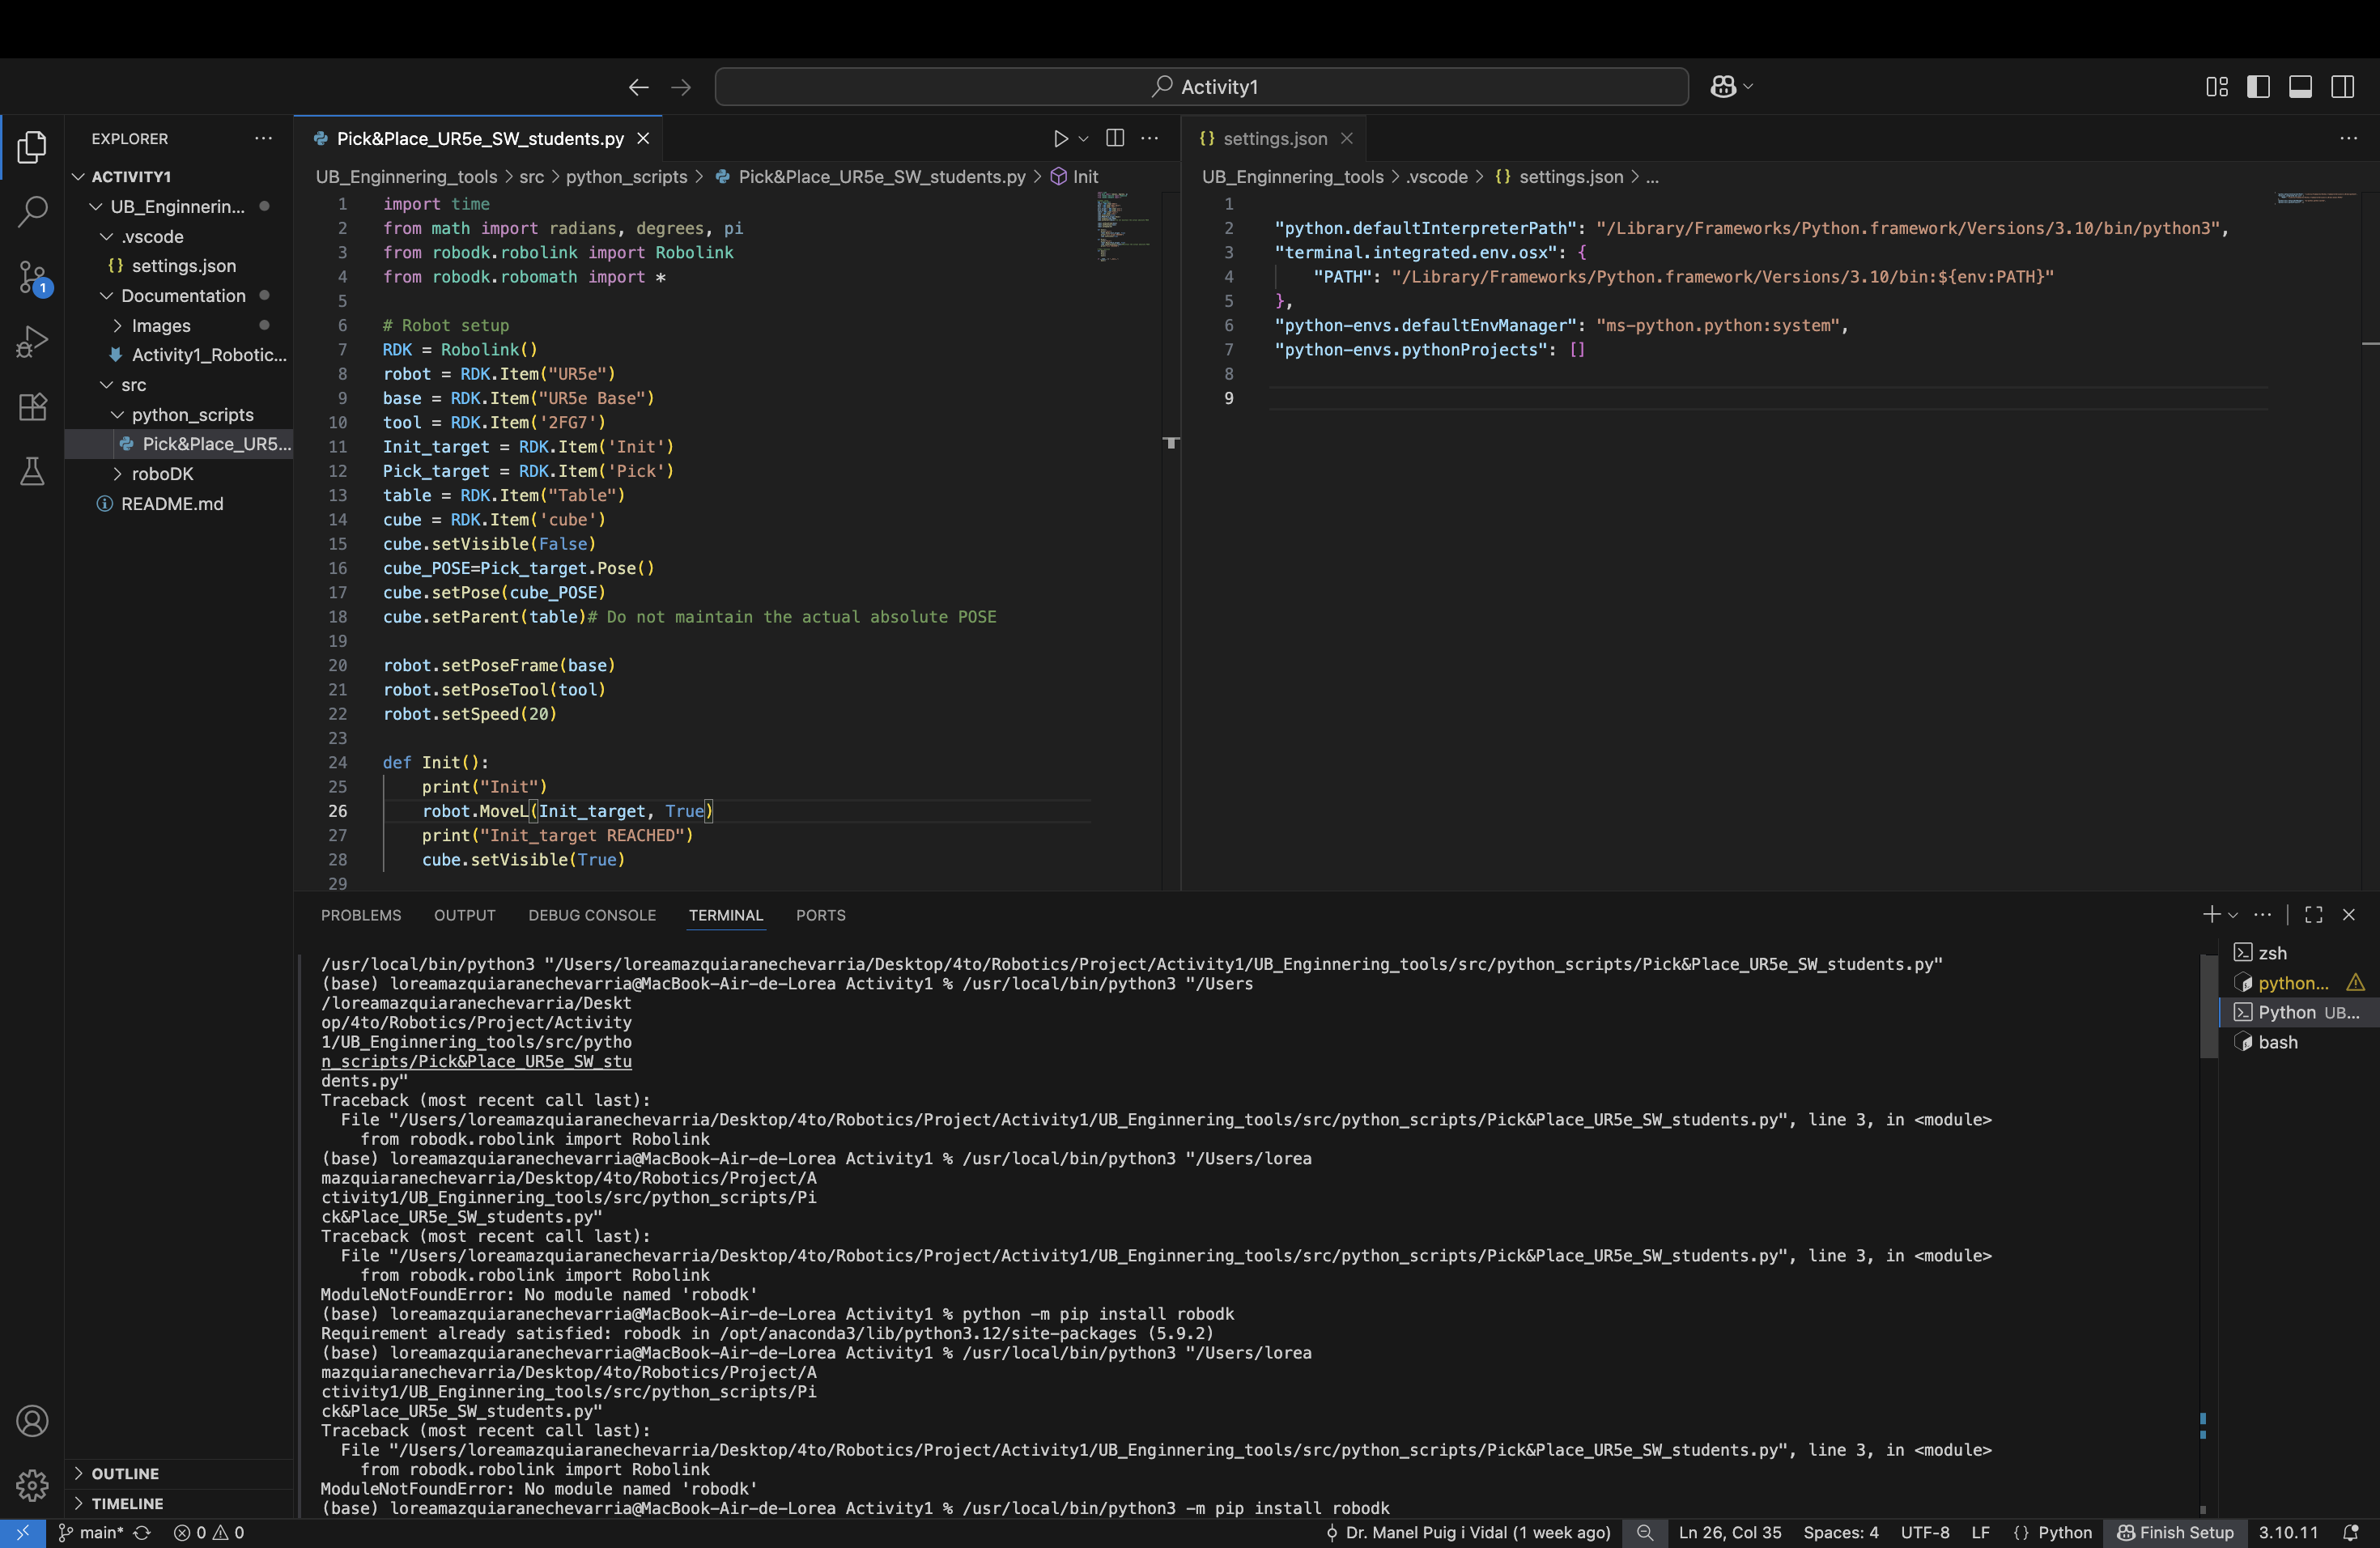 Activity1
EXPLORER
ACTIVITY1
UB_Enginnerin...
.vscode
{} settings.json
Documentation
Images
Activity1_Robotic...
src
python_scripts
Pick&Place_UR5...
roboDK
README.md
OUTLINE
TIMELINE
Pick&Place_UR5e_SW_students.py
UB_Enginnering_tools > src > python_scripts > Pick&Place_UR5e_SW_students.py > Init
1 import time
2 from math import radians, degrees, pi
3 from robodk.robolink import Robolink
4 from robodk.robomath import *
5
6 # Robot setup
7 RDK = Robolink()
8 robot = RDK.Item("UR5e")
9 base = RDK.Item("UR5e Base")
10 tool = RDK.Item('2FG7')
11 Init_target = RDK.Item('Init')
12 Pick_target = RDK.Item('Pick')
13 table = RDK.Item("Table")
14 cube = RDK.Item('cube')
15 cube.setVisible(False)
16 cube_POSE=Pick_target.Pose()
17 cube.setPose(cube_POSE)
18 cube.setParent(table)# Do not maintain the actual absolute POSE
19
20 robot.setPoseFrame(base)
21 robot.setPoseTool(tool)
22 robot.setSpeed(20)
23
24 def Init():
25 print("Init")
26 robot.MoveL(Init_target, True)
27 print("Init_target REACHED")
28 cube.setVisible(True)
29
{} settings.json
UB_Enginnering_tools > .vscode > {} settings.json > ...
1
2 "python.defaultInterpreterPath": "/Library/Frameworks/Python.framework/Versions/3.10/bin/python3",
3 "terminal.integrated.env.osx": {
4 "PATH": "/Library/Frameworks/Python.framework/Versions/3.10/bin:${env:PATH}"
5 },
6 "python-envs.defaultEnvManager": "ms-python.python:system",
7 "python-envs.pythonProjects": []
8
9
PROBLEMS OUTPUT DEBUG CONSOLE TERMINAL PORTS
/usr/local/bin/python3 "/Users/loreamazquiaranechevarria/Desktop/4to/Robotics/Project/Activity1/UB_Enginnering_tools/src/python_scripts/Pick&Place_UR5e_SW_students.py"
(base) loreamazquiaranechevarria@MacBook-Air-de-Lorea Activity1 % /usr/local/bin/python3 "/Users
/loreamazquiaranechevarria/Deskt
op/4to/Robotics/Project/Activity
1/UB_Enginnering_tools/src/pytho
n_scripts/Pick&Place_UR5e_SW_stu
dents.py"
Traceback (most recent call last):
File "/Users/loreamazquiaranechevarria/Desktop/4to/Robotics/Project/Activity1/UB_Enginnering_tools/src/python_scripts/Pick&Place_UR5e_SW_students.py", line 3, in <module>
from robodk.robolink import Robolink
(base) loreamazquiaranechevarria@MacBook-Air-de-Lorea Activity1 % /usr/local/bin/python3 "/Users/lorea
mazquiaranechevarria/Desktop/4to/Robotics/Project/A
ctivity1/UB_Enginnering_tools/src/python_scripts/Pi
ck&Place_UR5e_SW_students.py"
Traceback (most recent call last):
File "/Users/loreamazquiaranechevarria/Desktop/4to/Robotics/Project/Activity1/UB_Enginnering_tools/src/python_scripts/Pick&Place_UR5e_SW_students.py", line 3, in <module>
from robodk.robolink import Robolink
ModuleNotFoundError: No module named 'robodk'
(base) loreamazquiaranechevarria@MacBook-Air-de-Lorea Activity1 % python -m pip install robodk
Requirement already satisfied: robodk in /opt/anaconda3/lib/python3.12/site-packages (5.9.2)
(base) loreamazquiaranechevarria@MacBook-Air-de-Lorea Activity1 % /usr/local/bin/python3 "/Users/lorea
mazquiaranechevarria/Desktop/4to/Robotics/Project/A
ctivity1/UB_Enginnering_tools/src/python_scripts/Pi
ck&Place_UR5e_SW_students.py"
Traceback (most recent call last):
File "/Users/loreamazquiaranechevarria/Desktop/4to/Robotics/Project/Activity1/UB_Enginnering_tools/src/python_scripts/Pick&Place_UR5e_SW_students.py", line 3, in <module>
from robodk.robolink import Robolink
ModuleNotFoundError: No module named 'robodk'
(base) loreamazquiaranechevarria@MacBook-Air-de-Lorea Activity1 % /usr/local/bin/python3 -m pip install robodk
zsh
python...
Python UB...
bash
1
main* 0 0 Dr. Manel Puig i Vidal (1 week ago) Ln 26, Col 35 Spaces: 4 UTF-8 LF {} Python Finish Setup 3.10.11